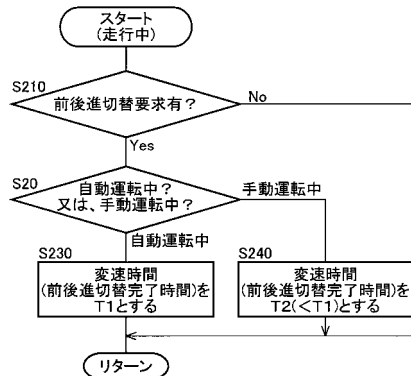 スタート
(走行中)
S210
前後進切替要求有?
No
Yes
S20
自動運転中?
又は、手動運転中?
手動運転中
自動運転中
S230
変速時間
(前後進切替完了時間)を
T1とする
S240
変速時間
(前後進切替完了時間)を
T2(<T1)とする
リターン